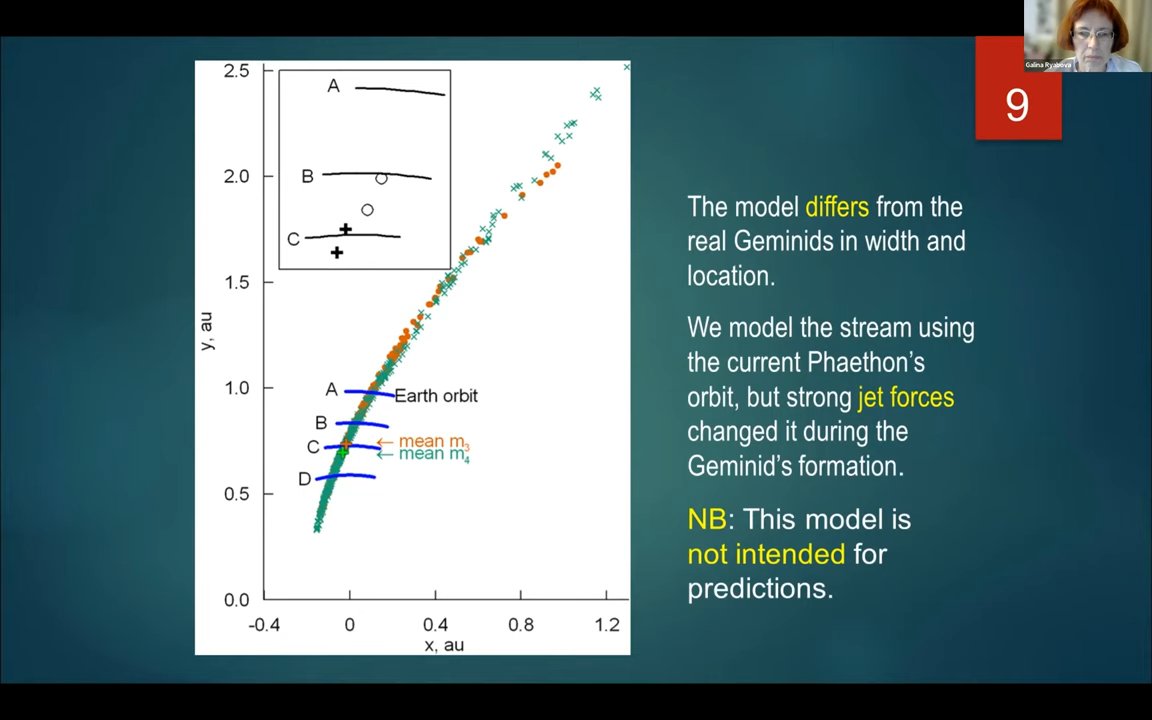 Galina Ryabova
9
2.5
2.0
1.5
1.0
0.5
0.0
y, au
-0.4
0
0.4
0.8
1.2
x, au
A
B
C
A
Earth orbit
B
C
← mean m₃
← mean m₄
D
The model differs from the
real Geminids in width and
location.
We model the stream using
the current Phaethon’s
orbit, but strong jet forces
changed it during the
Geminid’s formation.
NB: This model is
not intended for
predictions.